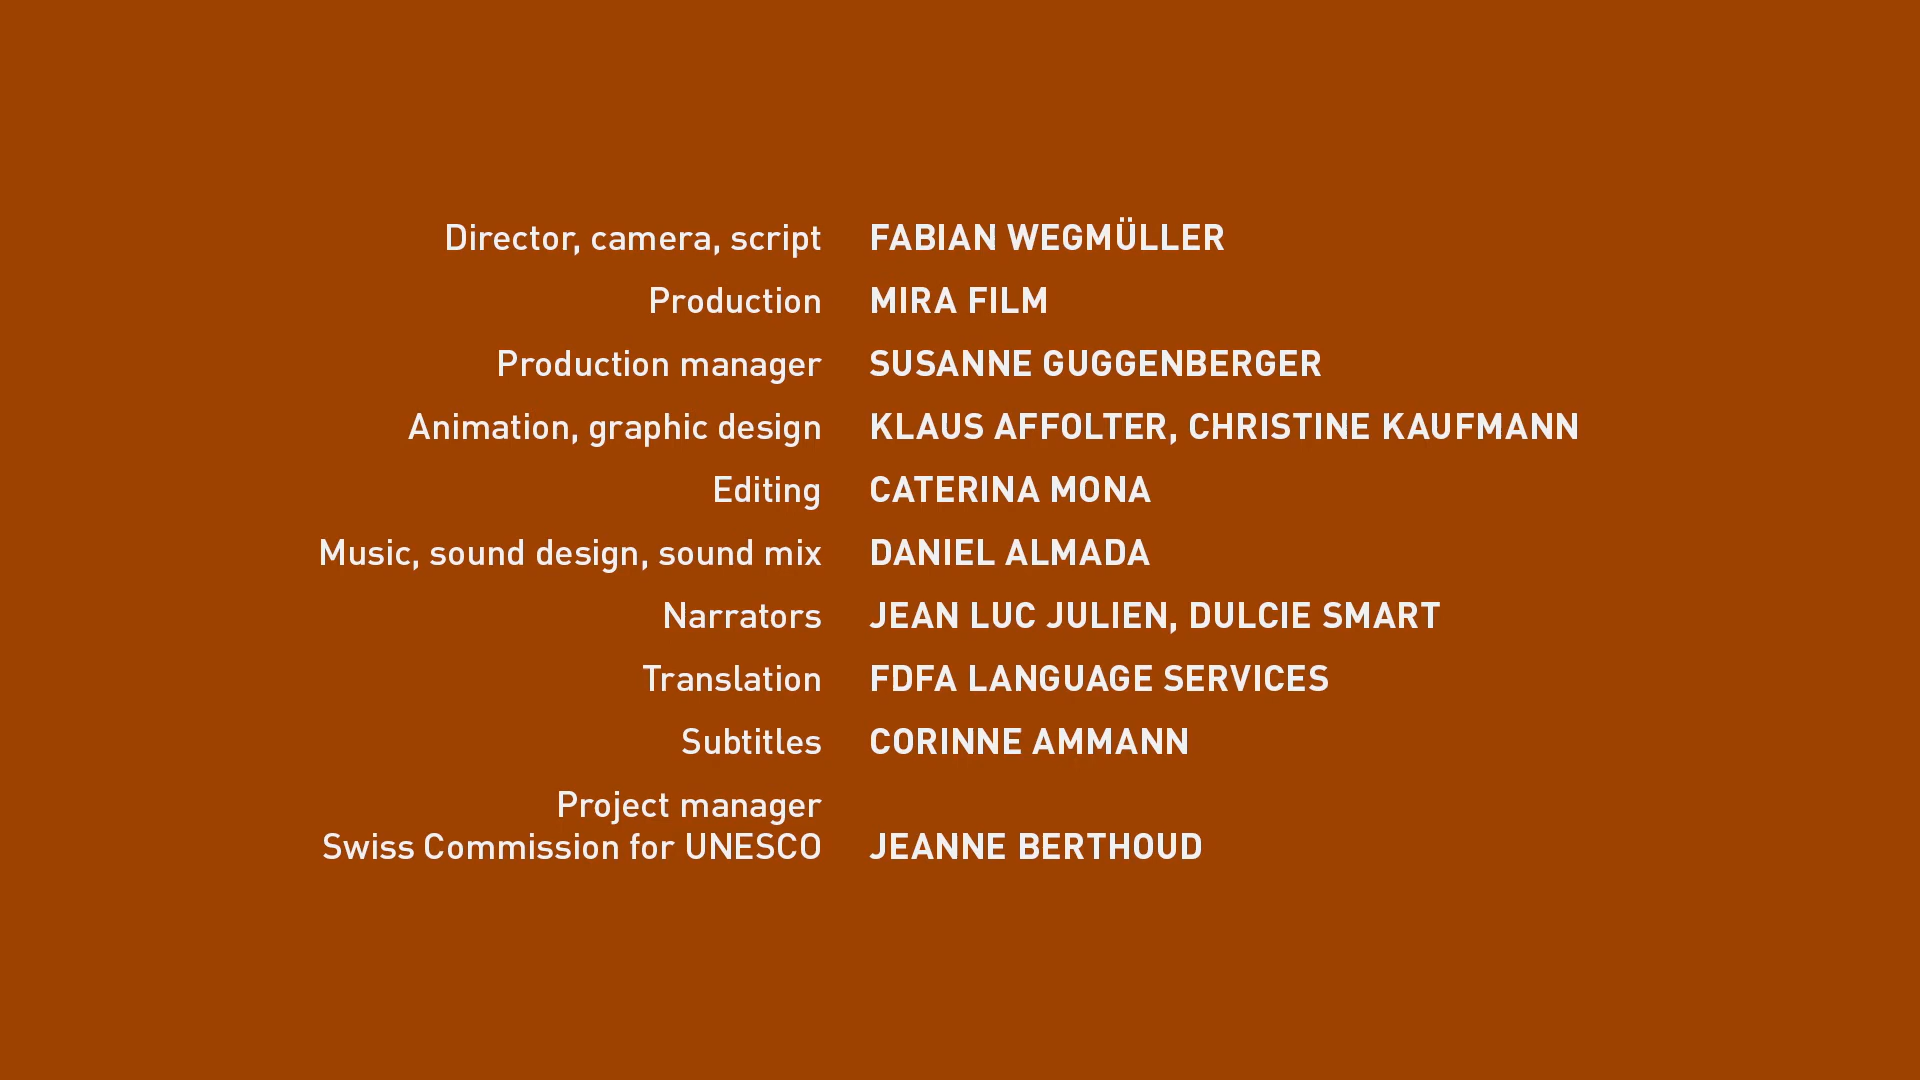 Director, camera, script FABIAN WEGMÜLLER
Production MIRA FILM
Production manager SUSANNE GUGGENBERGER
Animation, graphic design KLAUS AFFOLTER, CHRISTINE KAUFMANN
Editing CATERINA MONA
Music, sound design, sound mix DANIEL ALMADA
Narrators JEAN LUC JULIEN, DULCIE SMART
Translation FDFA LANGUAGE SERVICES
Subtitles CORINNE AMMANN
Project manager
Swiss Commission for UNESCO JEANNE BERTHOUD